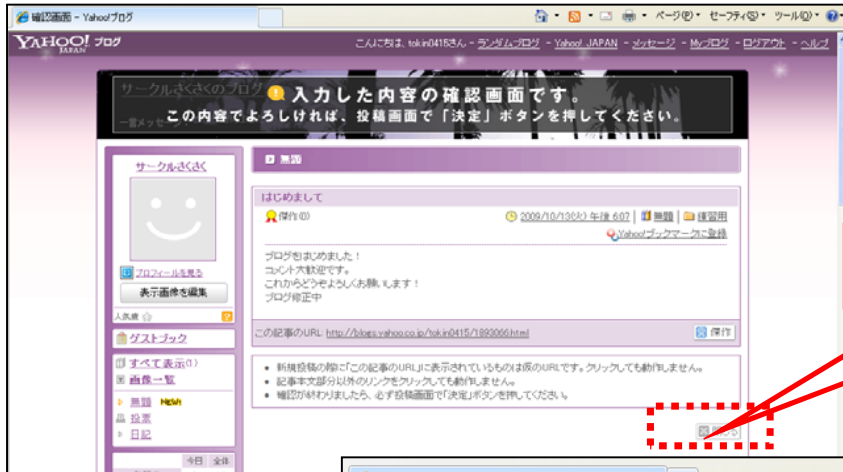 確認画面 - Yahoo!ブログ
ページ(P) セーフティ(S) ツール(O)
YAHOO! ブログ
JAPAN
こんにちは、tokin0415さん - ランダムブログ - Yahoo! JAPAN - メッセージ - Myブログ - ログアウト - ヘルプ
サークルさくさくのブログ
入力した内容の確認画面です。
この内容でよろしければ、投稿画面で「決定」ボタンを押してください。
一言メッセージ
サークルさくさく
プロフィールを見る
表示画像を編集
人気度
ゲストブック
すべて表示(1)
画像一覧
無題 NEW!
投票
日記
今日 全体
無題
はじめまして
傑作(0)
2009/10/13(火) 午後 6:07 無題 練習用
Yahoo!ブックマークに登録
ブログをはじめました！
コメント大歓迎です。
これからどうぞよろしくお願いします！
ブログ修正中
この記事のURL: http://blogs.yahoo.co.jp/tokin0415/1893066.html
傑作
• 新規投稿の際に「この記事のURL」に表示されているものは仮のURLです。クリックしても動作しません。
• 記事本文部分以外のリンクをクリックしても動作しません。
• 確認が終わりましたら、必ず投稿画面で「決定」ボタンを押してください。
閉じる